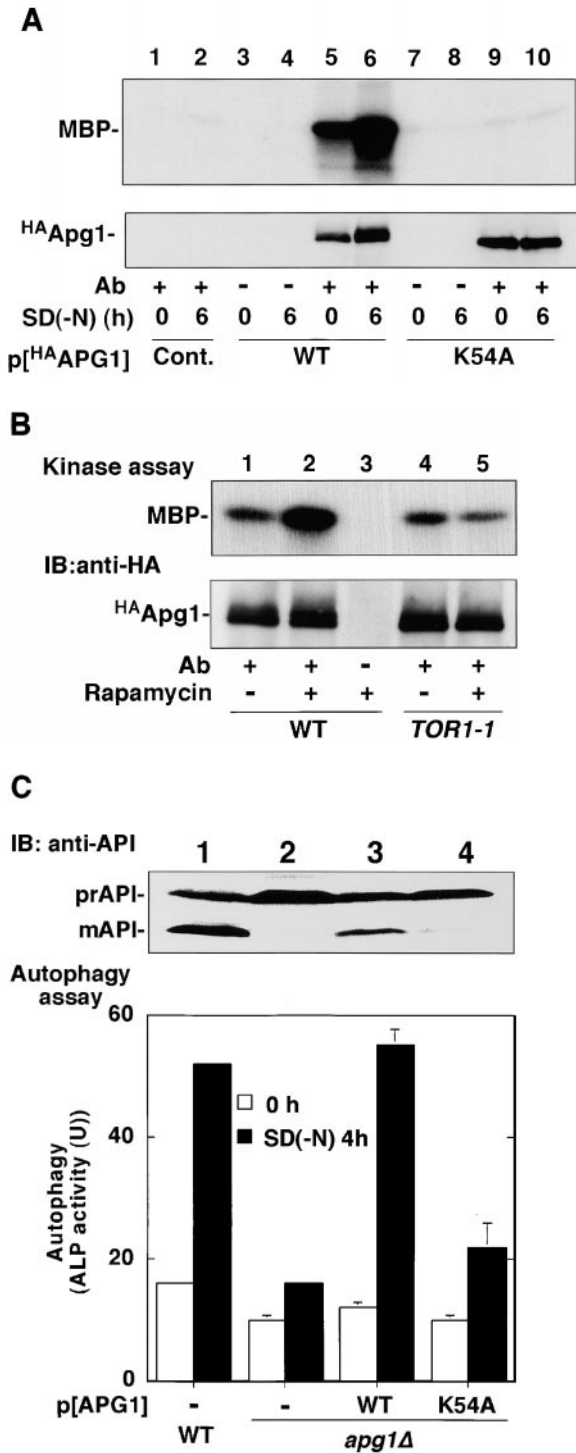 A
1 2 3 4 5 6 7 8 9 10
MBP-
HAApg1-
Ab + + - - + + - - + +
SD(-N) (h) 0 6 0 6 0 6 0 6 0 6
p[HAAPG1] Cont. WT K54A
B
Kinase assay 1 2 3 4 5
MBP-
IB:anti-HA
HAApg1-
Ab + + - + +
Rapamycin - + + - +
WT TOR1-1
C
IB: anti-API 1 2 3 4
prAPI-
mAPI-
Autophagy
assay
60
40
20
0
Autophagy
(ALP activity (U))
0 h
SD(-N) 4h
p[APG1] - - WT K54A
WT apg1Δ